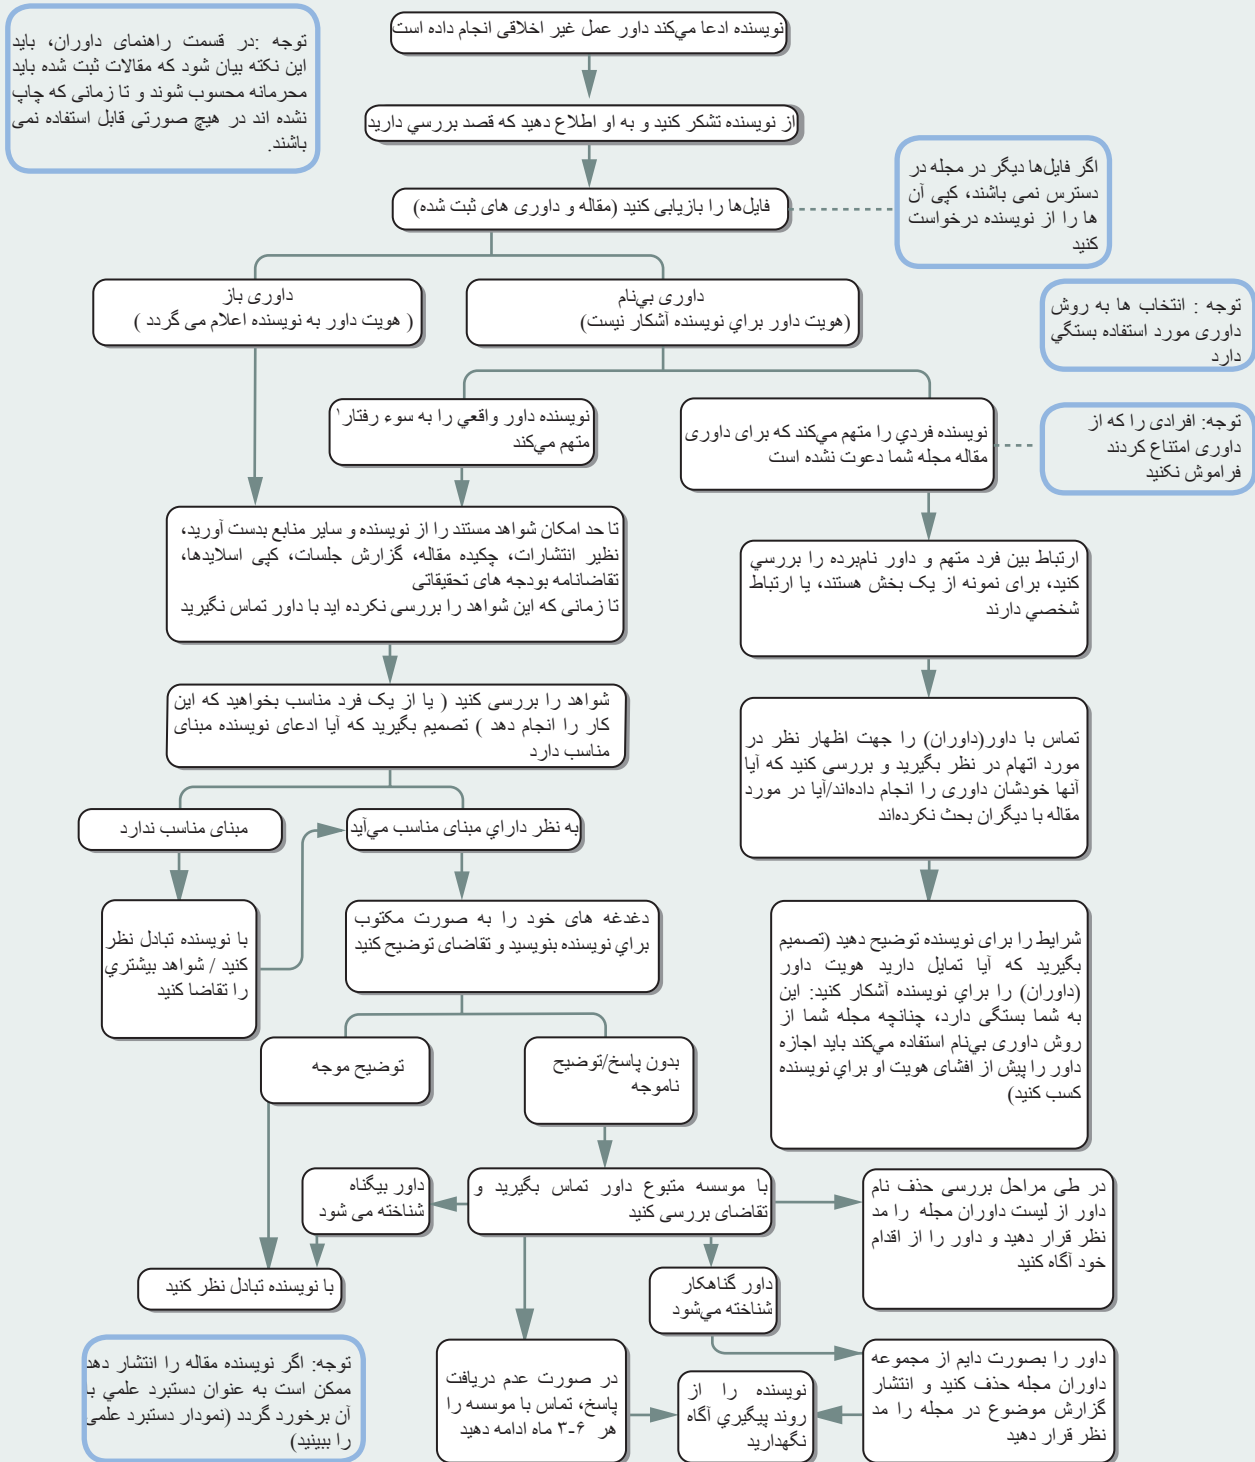 نویسنده ادعا می‌کند داور عمل غیر اخلاقی انجام داده است
توجه :در قسمت راهنمای داوران، باید
این نکته بیان شود که مقالات ثبت شده باید
محرمانه محسوب شوند و تا زمانی که چاپ
نشده اند در هیچ صورتی قابل استفاده نمی
باشند.
از نویسنده تشکر کنید و به او اطلاع دهید که قصد بررسي داريد
اگر فایل‌ها دیگر در مجله در
دسترس نمی باشند، کپی آن
ها را از نویسنده درخواست
کنید
فایل‌ها را بازیابی کنید (مقاله و داوری های ثبت شده)
داوری بي‌نام
(هویت داور براي نویسنده آشکار نیست)
داوری باز
( هویت داور به نویسنده اعلام می گردد )
توجه : انتخاب ها به روش
داوری مورد استفاده بستگي
دارد
نویسنده فردي را متهم مي‌کند که برای داوری
مقاله مجله شما دعوت نشده است
نویسنده داور واقعي را به سوء رفتار۱
متهم مي‌کند
توجه: افرادی را که از
داوری امتناع کردند
فراموش نکنید
تا حد امکان شواهد مستند را از نویسنده و سایر منابع بدست آورید،
نظیر انتشارات، چکیده مقاله، گزارش جلسات، کپی اسلایدها،
تقاضانامه بودجه های تحقیقاتی
تا زمانی که این شواهد را بررسی نکرده اید با داور تماس نگیرید
ارتباط بین فرد متهم و داور نام‌برده را بررسي
کنید، برای نمونه از یک بخش هستند، یا ارتباط
شخصي دارند
شواهد را بررسی کنید ( یا از یک فرد مناسب بخواهید که این
کار را انجام دهد ) تصمیم بگیرید که آیا ادعای نویسنده مبنای
مناسب دارد
تماس با داور(داوران) را جهت اظهار نظر در
مورد اتهام در نظر بگیرید و بررسی کنید که آیا
آنها خودشان داوری را انجام داده‌اند/آیا در مورد
مقاله با دیگران بحث نکرده‌اند
به نظر داراي مبنای مناسب مي‌آید
مبنای مناسب ندارد
دغدغه های خود را به صورت مکتوب
براي نویسنده بنویسید و تقاضای توضیح کنید
با نویسنده تبادل نظر
کنید / شواهد بیشتري
را تقاضا کنید
شرایط را برای نویسنده توضیح دهید (تصمیم
بگیرید که آیا تمایل دارید هویت داور
(داوران) را براي نویسنده آشکار کنید: این
به شما بستگی دارد، چنانچه مجله شما از
روش داوری بي‌نام استفاده مي‌کند باید اجازه
داور را پیش از افشای هویت او براي نویسنده
کسب کنید)
بدون پاسخ/توضیح
ناموجه
توضیح موجه
در طی مراحل بررسی حذف نام
داور از لیست داوران مجله را مد
نظر قرار دهید و داور را از اقدام
خود آگاه کنید
با موسسه متبوع داور تماس بگیرید و
تقاضای بررسی کنید
داور بیگناه
شناخته می شود
داور گناهکار
شناخته مي‌شود
با نویسنده تبادل نظر کنید
داور را بصورت دایم از مجموعه
داوران مجله حذف کنید و انتشار
گزارش موضوع در مجله را مد
نظر قرار دهید
نویسنده را از
روند پیگیري آگاه
نگهدارید
در صورت عدم دریافت
پاسخ، تماس با موسسه را
هر ۶-۳ ماه ادامه دهید
توجه: اگر نویسنده مقاله را انتشار دهد
ممکن است به عنوان دستبرد علمي با
آن برخورد گردد (نمودار دستبرد علمی
را ببینید)